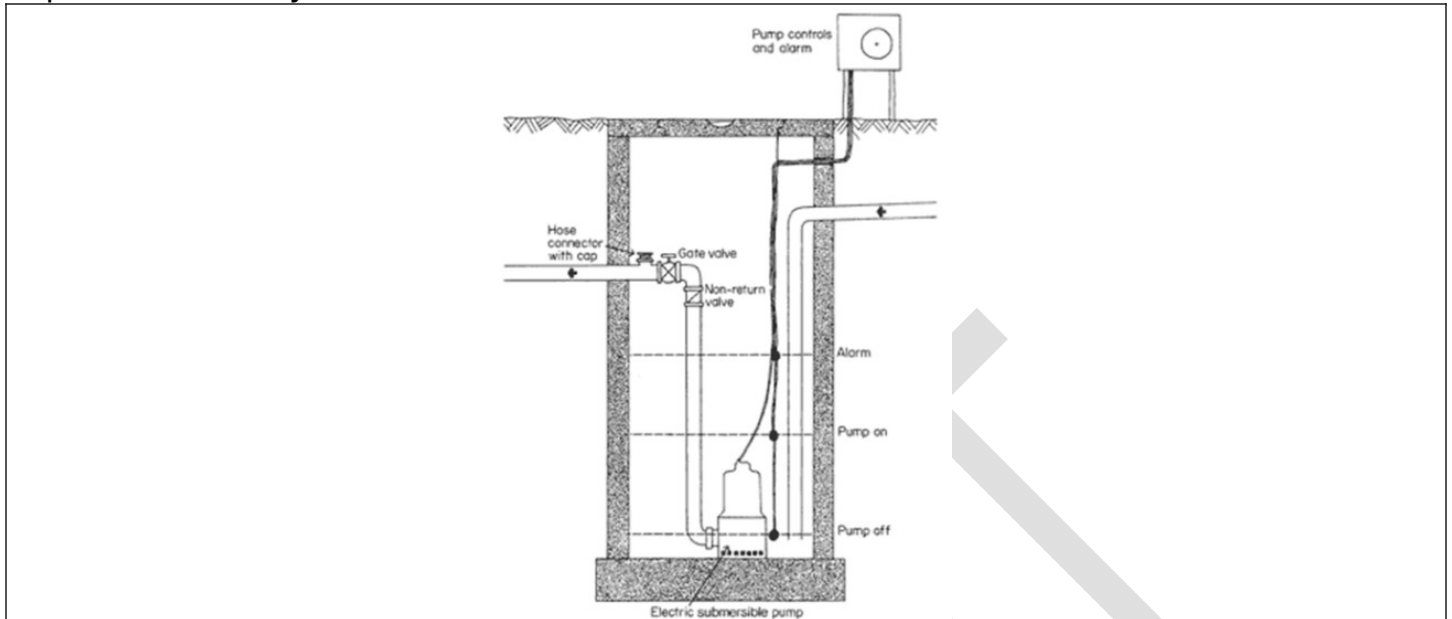 Pump controls
and alarm
Hose
connector
with cap
Gate valve
Non-return
valve
Alarm
Pump on
Pump off
Electric submersible pump